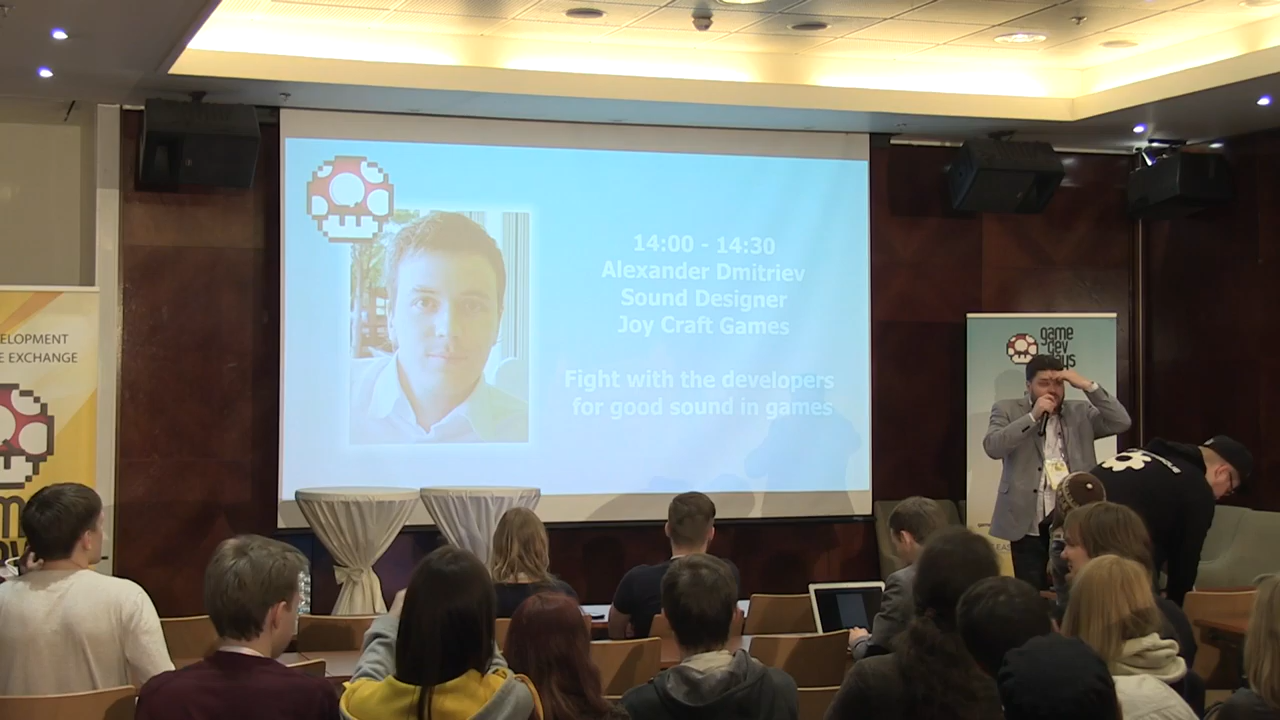 14:00 - 14:30
Alexander Dmitriev
Sound Designer
Joy Craft Games
Fight with the developers
for good sound in games
ELOPMENT
E EXCHANGE
game
dev